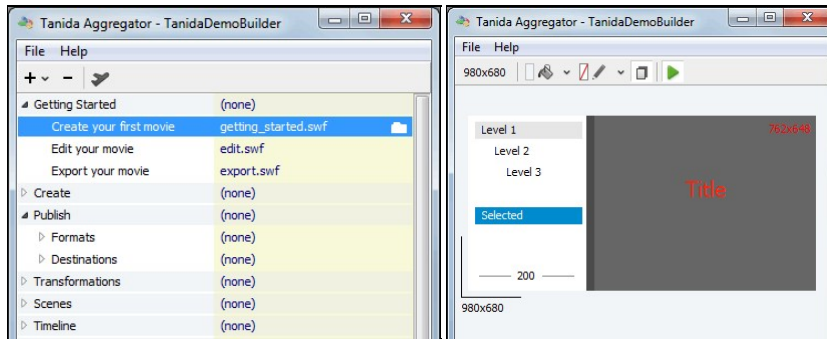 Tanida Aggregator - TanidaDemoBuilder
File Help
Getting Started (none)
Create your first movie getting_started.swf
Edit your movie edit.swf
Export your movie export.swf
Create (none)
Publish (none)
Formats (none)
Destinations (none)
Transformations (none)
Scenes (none)
Timeline (none)
Tanida Aggregator - TanidaDemoBuilder
File Help
980x680
Level 1
762x648
Level 2
Level 3
Title
Selected
200
980x680